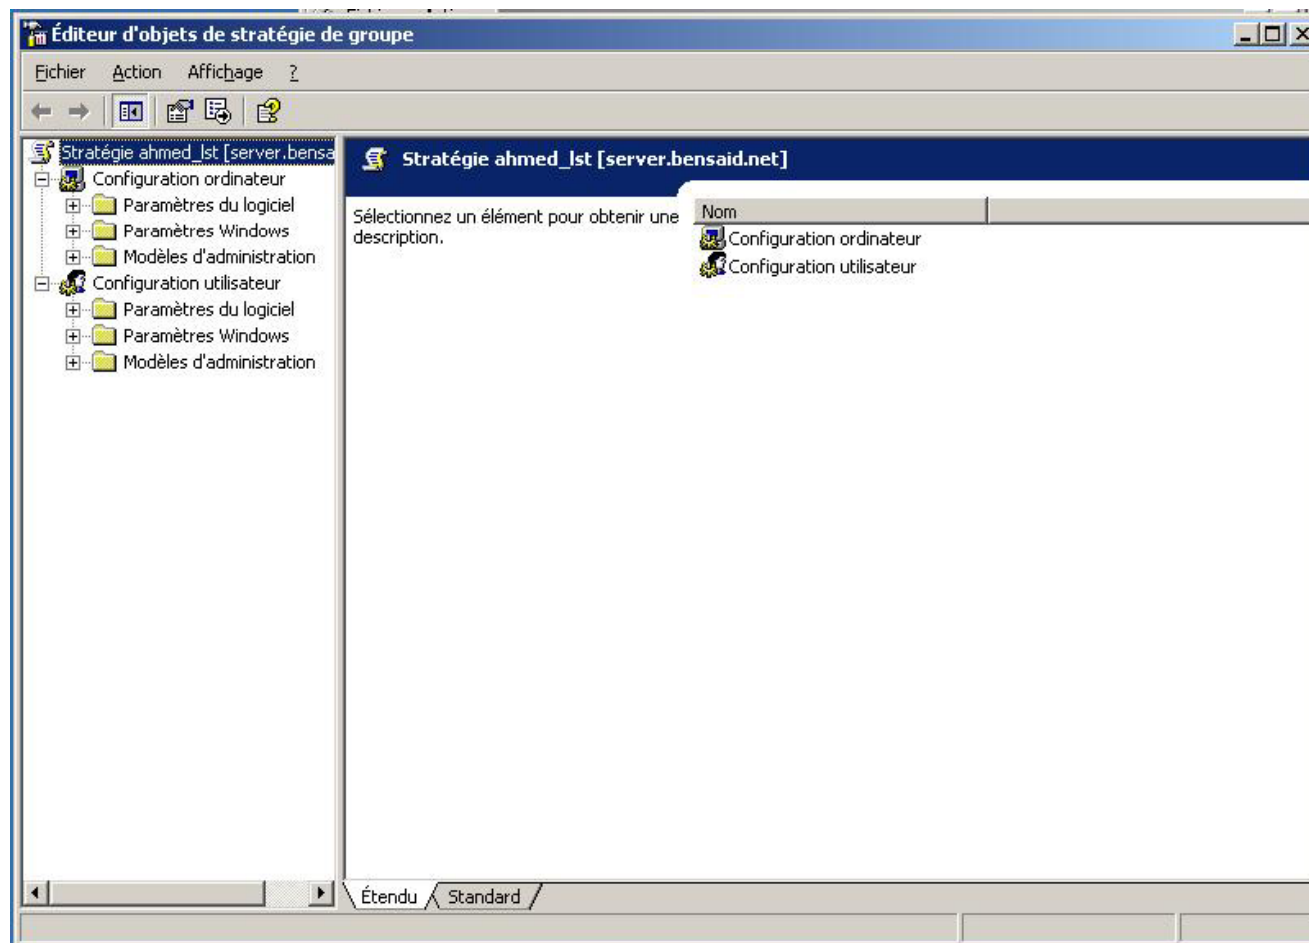 Éditeur d'objets de stratégie de groupe
Fichier Action Affichage ?
Stratégie ahmed_lst [server.bensa
Configuration ordinateur
Paramètres du logiciel
Paramètres Windows
Modèles d'administration
Configuration utilisateur
Paramètres du logiciel
Paramètres Windows
Modèles d'administration
Stratégie ahmed_lst [server.bensaid.net]
Sélectionnez un élément pour obtenir une
description.
Nom
Configuration ordinateur
Configuration utilisateur
Étendu Standard